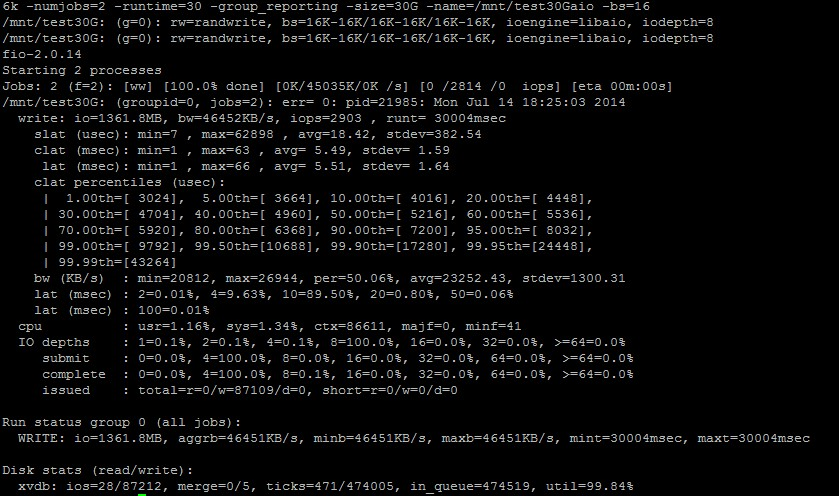 6k -numjobs=2 -runtime=30 -group_reporting -size=30G -name=/mnt/test30Gaio -bs=16
/mnt/test30G: (g=0): rw=randwrite, bs=16K-16K/16K-16K/16K-16K, ioengine=libaio, iodepth=8
/mnt/test30G: (g=0): rw=randwrite, bs=16K-16K/16K-16K/16K-16K, ioengine=libaio, iodepth=8
fio-2.0.14
Starting 2 processes
Jobs: 2 (f=2): [ww] [100.0% done] [0K/45035K/0K /s] [0 /2814 /0  iops] [eta 00m:00s]
/mnt/test30G: (groupid=0, jobs=2): err= 0: pid=21985: Mon Jul 14 18:25:03 2014
  write: io=1361.8MB, bw=46452KB/s, iops=2903 , runt= 30004msec
    slat (usec): min=7 , max=62898 , avg=18.42, stdev=382.54
    clat (msec): min=1 , max=63 , avg= 5.49, stdev= 1.59
     lat (msec): min=1 , max=66 , avg= 5.51, stdev= 1.64
    clat percentiles (usec):
     |  1.00th=[ 3024],  5.00th=[ 3664], 10.00th=[ 4016], 20.00th=[ 4448],
     | 30.00th=[ 4704], 40.00th=[ 4960], 50.00th=[ 5216], 60.00th=[ 5536],
     | 70.00th=[ 5920], 80.00th=[ 6368], 90.00th=[ 7200], 95.00th=[ 8032],
     | 99.00th=[ 9792], 99.50th=[10688], 99.90th=[17280], 99.95th=[24448],
     | 99.99th=[43264]
    bw (KB/s)  : min=20812, max=26944, per=50.06%, avg=23252.43, stdev=1300.31
    lat (msec) : 2=0.01%, 4=9.63%, 10=89.50%, 20=0.80%, 50=0.06%
    lat (msec) : 100=0.01%
  cpu          : usr=1.16%, sys=1.34%, ctx=86611, majf=0, minf=41
  IO depths    : 1=0.1%, 2=0.1%, 4=0.1%, 8=100.0%, 16=0.0%, 32=0.0%, >=64=0.0%
     submit    : 0=0.0%, 4=100.0%, 8=0.0%, 16=0.0%, 32=0.0%, 64=0.0%, >=64=0.0%
     complete  : 0=0.0%, 4=100.0%, 8=0.1%, 16=0.0%, 32=0.0%, 64=0.0%, >=64=0.0%
     issued    : total=r=0/w=87109/d=0, short=r=0/w=0/d=0

Run status group 0 (all jobs):
  WRITE: io=1361.8MB, aggrb=46451KB/s, minb=46451KB/s, maxb=46451KB/s, mint=30004msec, maxt=30004msec

Disk stats (read/write):
  xvdb: ios=28/87212, merge=0/5, ticks=471/474005, in_queue=474519, util=99.84%